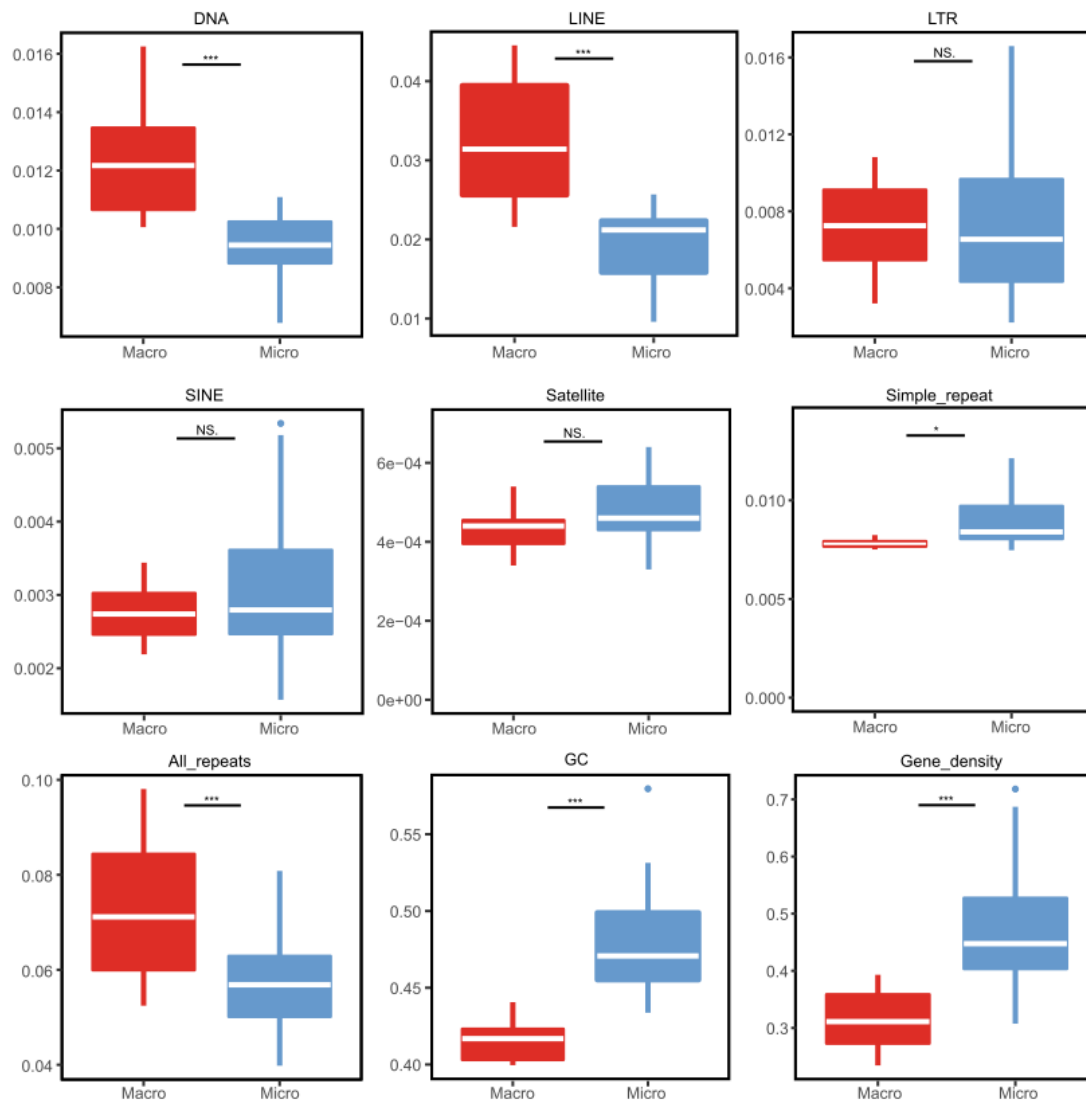 DNA
LINE
LTR
0.016
0.014
0.012
0.010
0.008
***
Macro
Micro
0.04
0.03
0.02
0.01
***
Macro
Micro
0.016
0.012
0.008
0.004
NS.
Macro
Micro
SINE
Satellite
Simple_repeat
0.005
0.004
0.003
0.002
NS.
Macro
Micro
6e−04
4e−04
2e−04
0e+00
NS.
Macro
Micro
0.010
0.005
0.000
*
Macro
Micro
All_repeats
GC
Gene_density
0.10
0.08
0.06
0.04
***
Macro
Micro
0.55
0.50
0.45
0.40
***
Macro
Micro
0.7
0.6
0.5
0.4
0.3
***
Macro
Micro